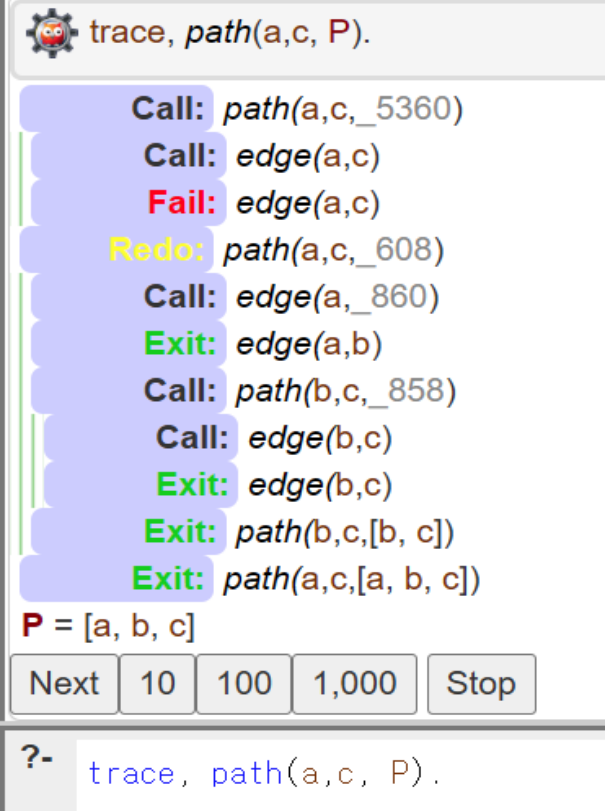 trace, path(a,c, P).
Call: path(a,c,_5360)
Call: edge(a,c)
Fail: edge(a,c)
Redo: path(a,c,_608)
Call: edge(a,_860)
Exit: edge(a,b)
Call: path(b,c,_858)
Call: edge(b,c)
Exit: edge(b,c)
Exit: path(b,c,[b, c])
Exit: path(a,c,[a, b, c])
P = [a, b, c]
Next 10 100 1,000 Stop
?- trace, path(a,c, P).